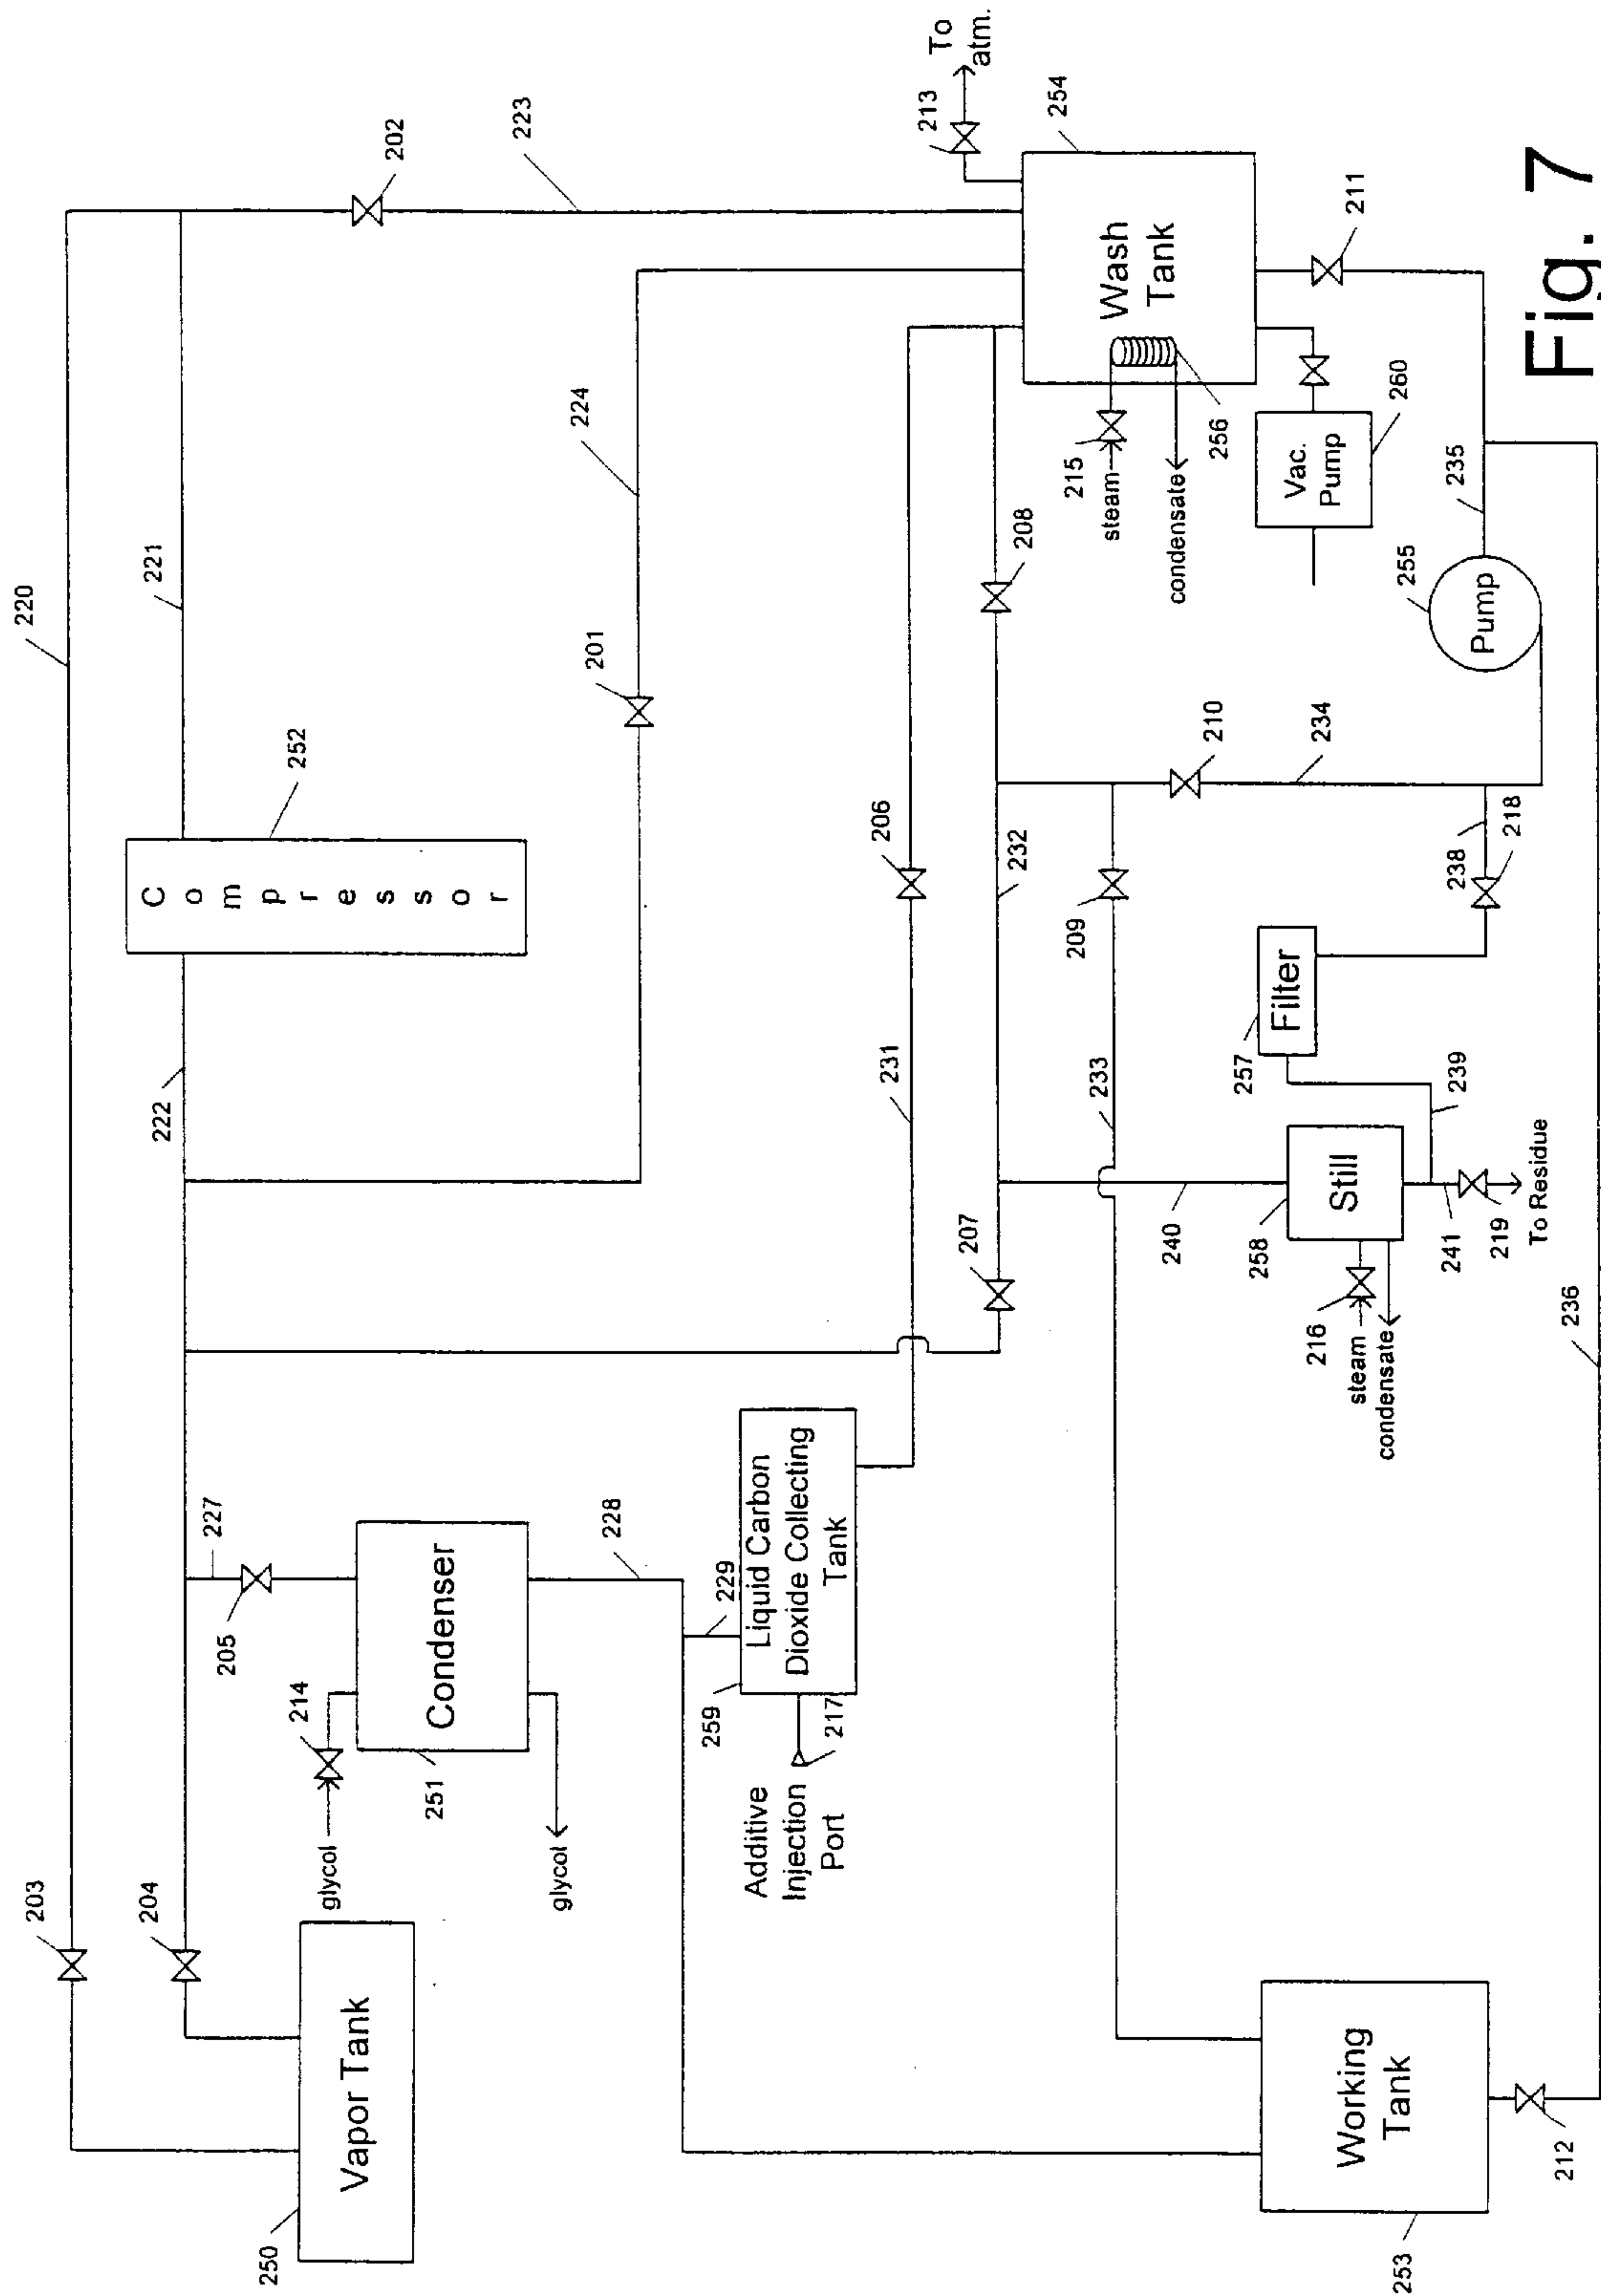 220
203
221
202
223
204
222
252
Compressor
To
atm.
213
227
205
224
201
254
Vapor Tank
250
214
glycol
Condenser
251
glycol
228
Wash
Tank
229
Liquid Carbon
Dioxide Collecting
Tank
259
217
Additive
Injection
Port
231
206
232
208
215
steam
condensate
256
211
207
209
233
210
234
Vac.
Pump
260
240
Still
258
216
steam
condensate
241
219
To Residue
257
Filter
239
238
218
255
Pump
235
Working
Tank
253
212
236
Fig. 7